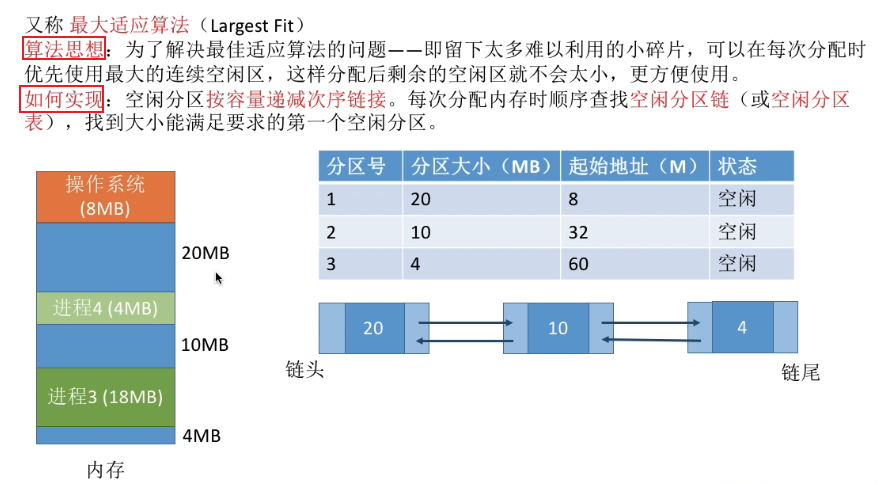 又称 最大适应算法（Largest Fit）
算法思想：为了解决最佳适应算法的问题——即留下太多难以利用的小碎片，可以在每次分配时
优先使用最大的连续空闲区，这样分配后剩余的空闲区就不会太小，更方便使用。
如何实现：空闲分区按容量递减次序链接。每次分配内存时顺序查找空闲分区链（或空闲分区
表），找到大小能满足要求的第一个空闲分区。
操作系统
(8MB)
20MB
进程4 (4MB)
10MB
进程3 (18MB)
4MB
内存
分区号 分区大小（MB） 起始地址（M） 状态
1 20 8 空闲
2 10 32 空闲
3 4 60 空闲
20 10 4
链头 链尾